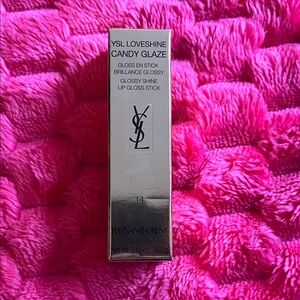 YSL LOVESHINE
CANDY GLAZE
GLOSS EN STICK
BRILLANCE GLOSSY
GLOSSY SHINE
LIP GLOSS STICK
YSL
14
YVESSAINTLAURENT